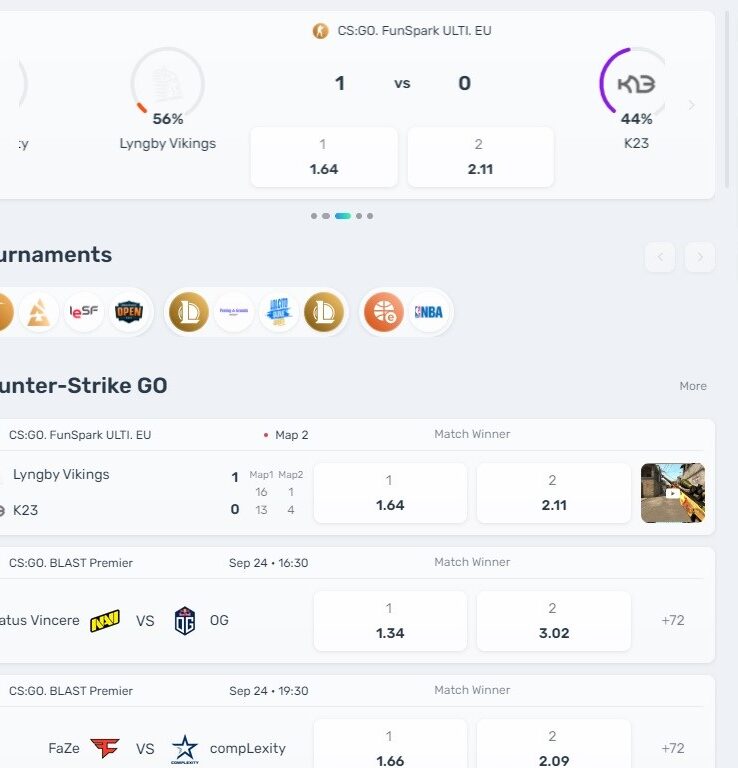 CS:GO. FunSpark ULTI. EU
1 vs 0
56%
44%
:y
Lyngby Vikings
K23
1
1.64
2
2.11
urnaments
leSF
OPEN
NBA
unter-Strike GO
More
CS:GO. FunSpark ULTI. EU
• Map 2
Match Winner
Lyngby Vikings
1
Map1 Map2
16 1
K23
0
13 4
1
1.64
2
2.11
CS:GO. BLAST Premier
Sep 24 • 16:30
Match Winner
atus Vincere
NAVI
VS
OG
OG
1
1.34
2
3.02
+72
CS:GO. BLAST Premier
Sep 24 • 19:30
Match Winner
FaZe
VS
COMPLEXITY
compLexity
1
1.66
2
2.09
+72